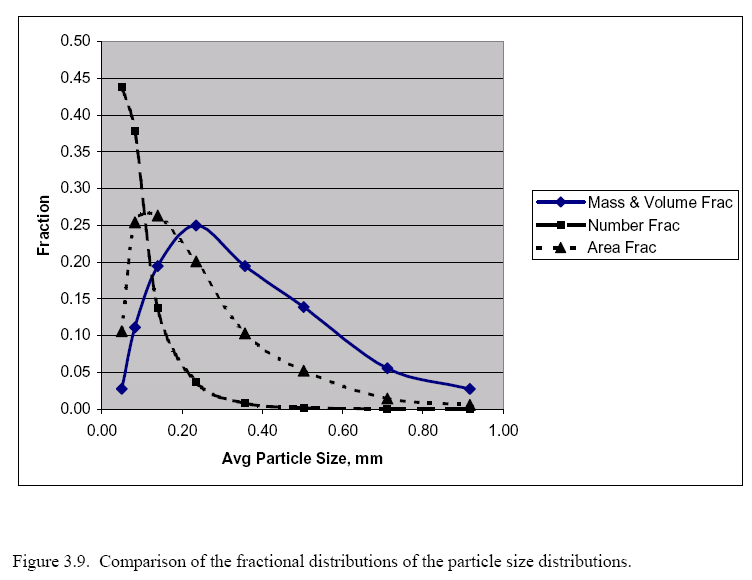 0.50
0.45
0.40
0.35
0.30
0.25
0.20
0.15
0.10
0.05
0.00
Fraction
0.00 0.20 0.40 0.60 0.80 1.00
Avg Particle Size, mm
Mass & Volume Frac
Number Frac
Area Frac
Figure 3.9. Comparison of the fractional distributions of the particle size distributions.